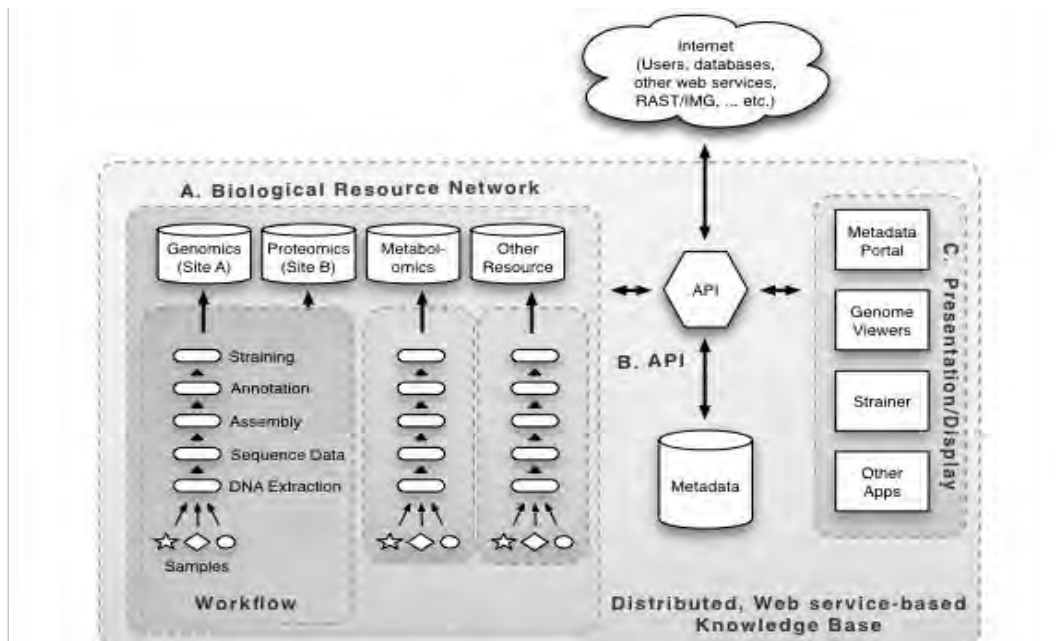 Internet
(Users, databases,
other web services,
RAST/IMG, ... etc.)
A. Biological Resource Network
Genomics
(Site A)
Proteomics
(Site B)
Metabol-
omics
Other
Resource
Straining
Annotation
Assembly
Sequence Data
DNA Extraction
Samples
Workflow
API
B. API
Metadata
Metadata
Portal
Genome
Viewers
Strainer
Other
Apps
C. Presentation/Display
Distributed, Web service-based
Knowledge Base